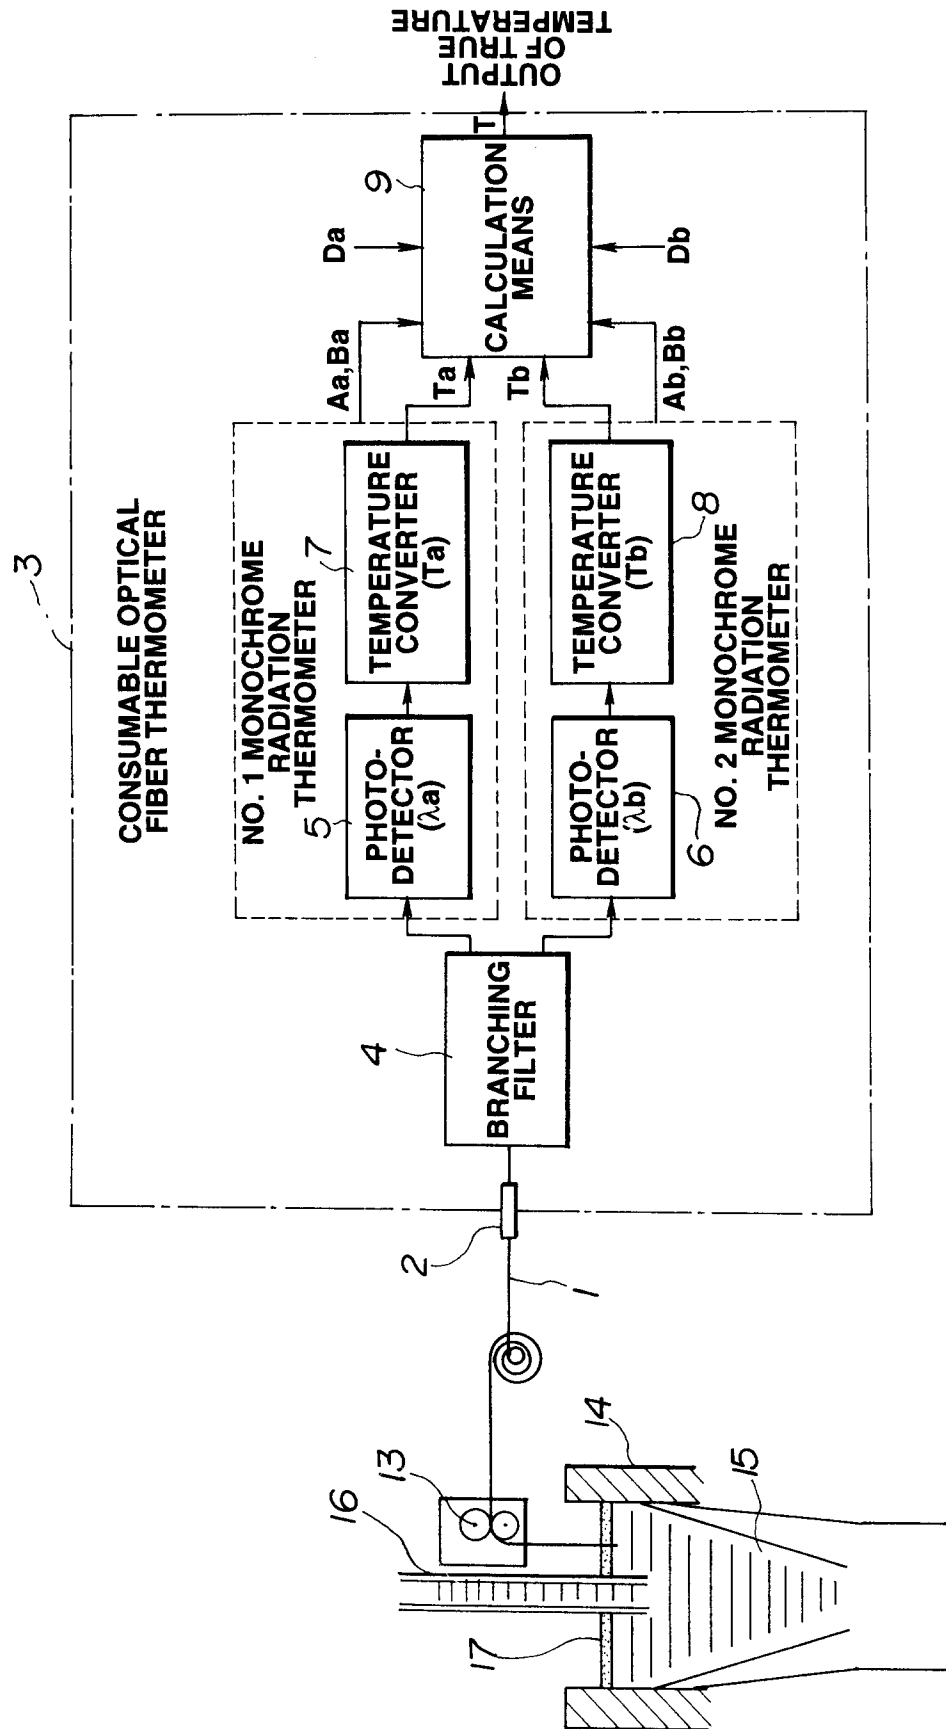 3
CONSUMABLE OPTICAL
FIBER THERMOMETER
NO. 1 MONOCHROME
RADIATION
THERMOMETER
5
PHOTO-
DETECTOR
(λa)
7
TEMPERATURE
CONVERTER
(Ta)
Aa,Ba
Ta
Da
9
CALCULATION
MEANS
T
OUTPUT
OF TRUE
TEMPERATURE
4
BRANCHING
FILTER
PHOTO-
DETECTOR
(λb)
6
TEMPERATURE
CONVERTER
(Tb)
8
NO. 2 MONOCHROME
RADIATION
THERMOMETER
Tb
Ab,Bb
Db
2
1
16
13
14
15
17